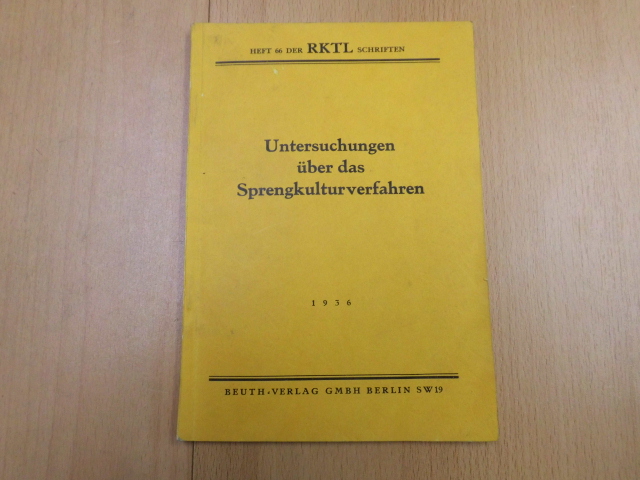 HEFT 66 DER RKTL SCHRIFTEN
Untersuchungen
über das
Sprengkulturverfahren
1936
BEUTH-VERLAG GMBH BERLIN SW19